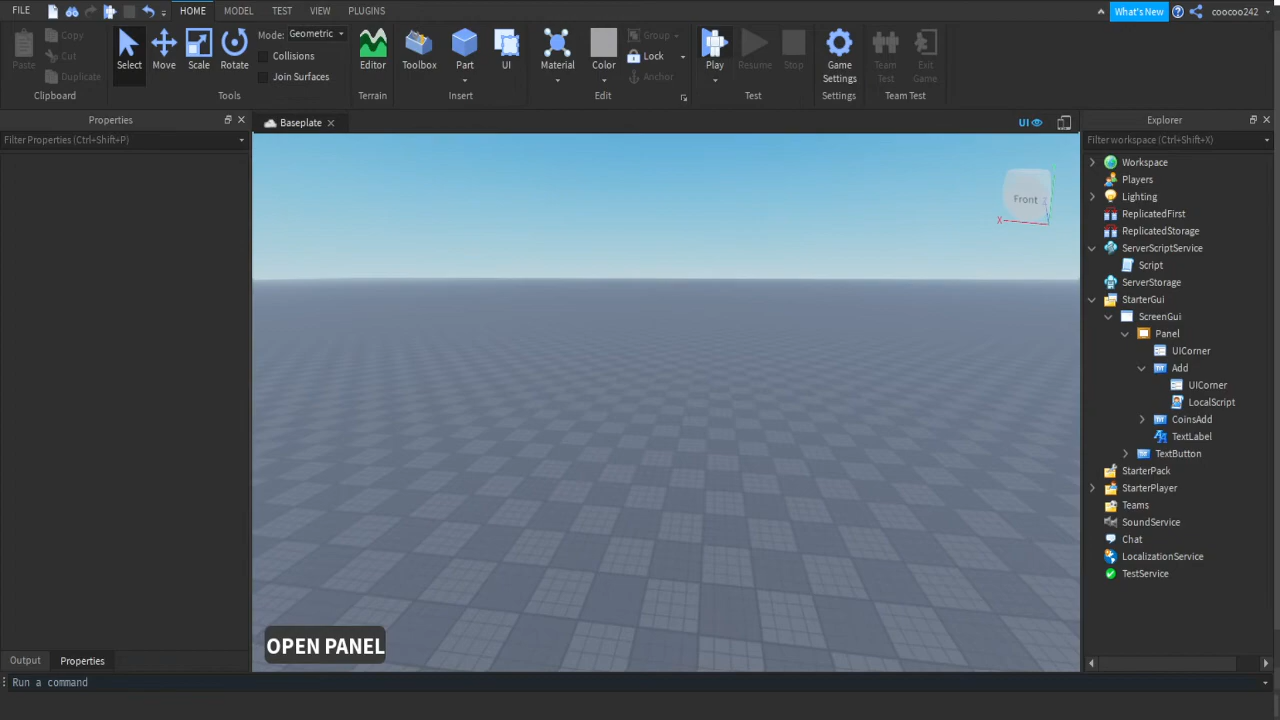 FILE HOME MODEL TEST VIEW PLUGINS What's New coocoo242
Paste Copy Cut Duplicate Clipboard
Select Move Scale Rotate Mode: Geometric Collisions Join Surfaces Tools
Editor Terrain
Toolbox Part UI Insert
Material Color Group Lock Anchor Edit
Play Resume Stop Test
Game Settings Settings
Team Test Exit Game Team Test
Properties
Filter Properties (Ctrl+Shift+P)
Baseplate UI
Front
X
OPEN PANEL
Explorer
Filter workspace (Ctrl+Shift+X)
Workspace
Players
Lighting
ReplicatedFirst
ReplicatedStorage
ServerScriptService
Script
ServerStorage
StarterGui
ScreenGui
Panel
UICorner
Add
UICorner
LocalScript
CoinsAdd
TextLabel
TextButton
StarterPack
StarterPlayer
Teams
SoundService
Chat
LocalizationService
TestService
Output Properties
Run a command